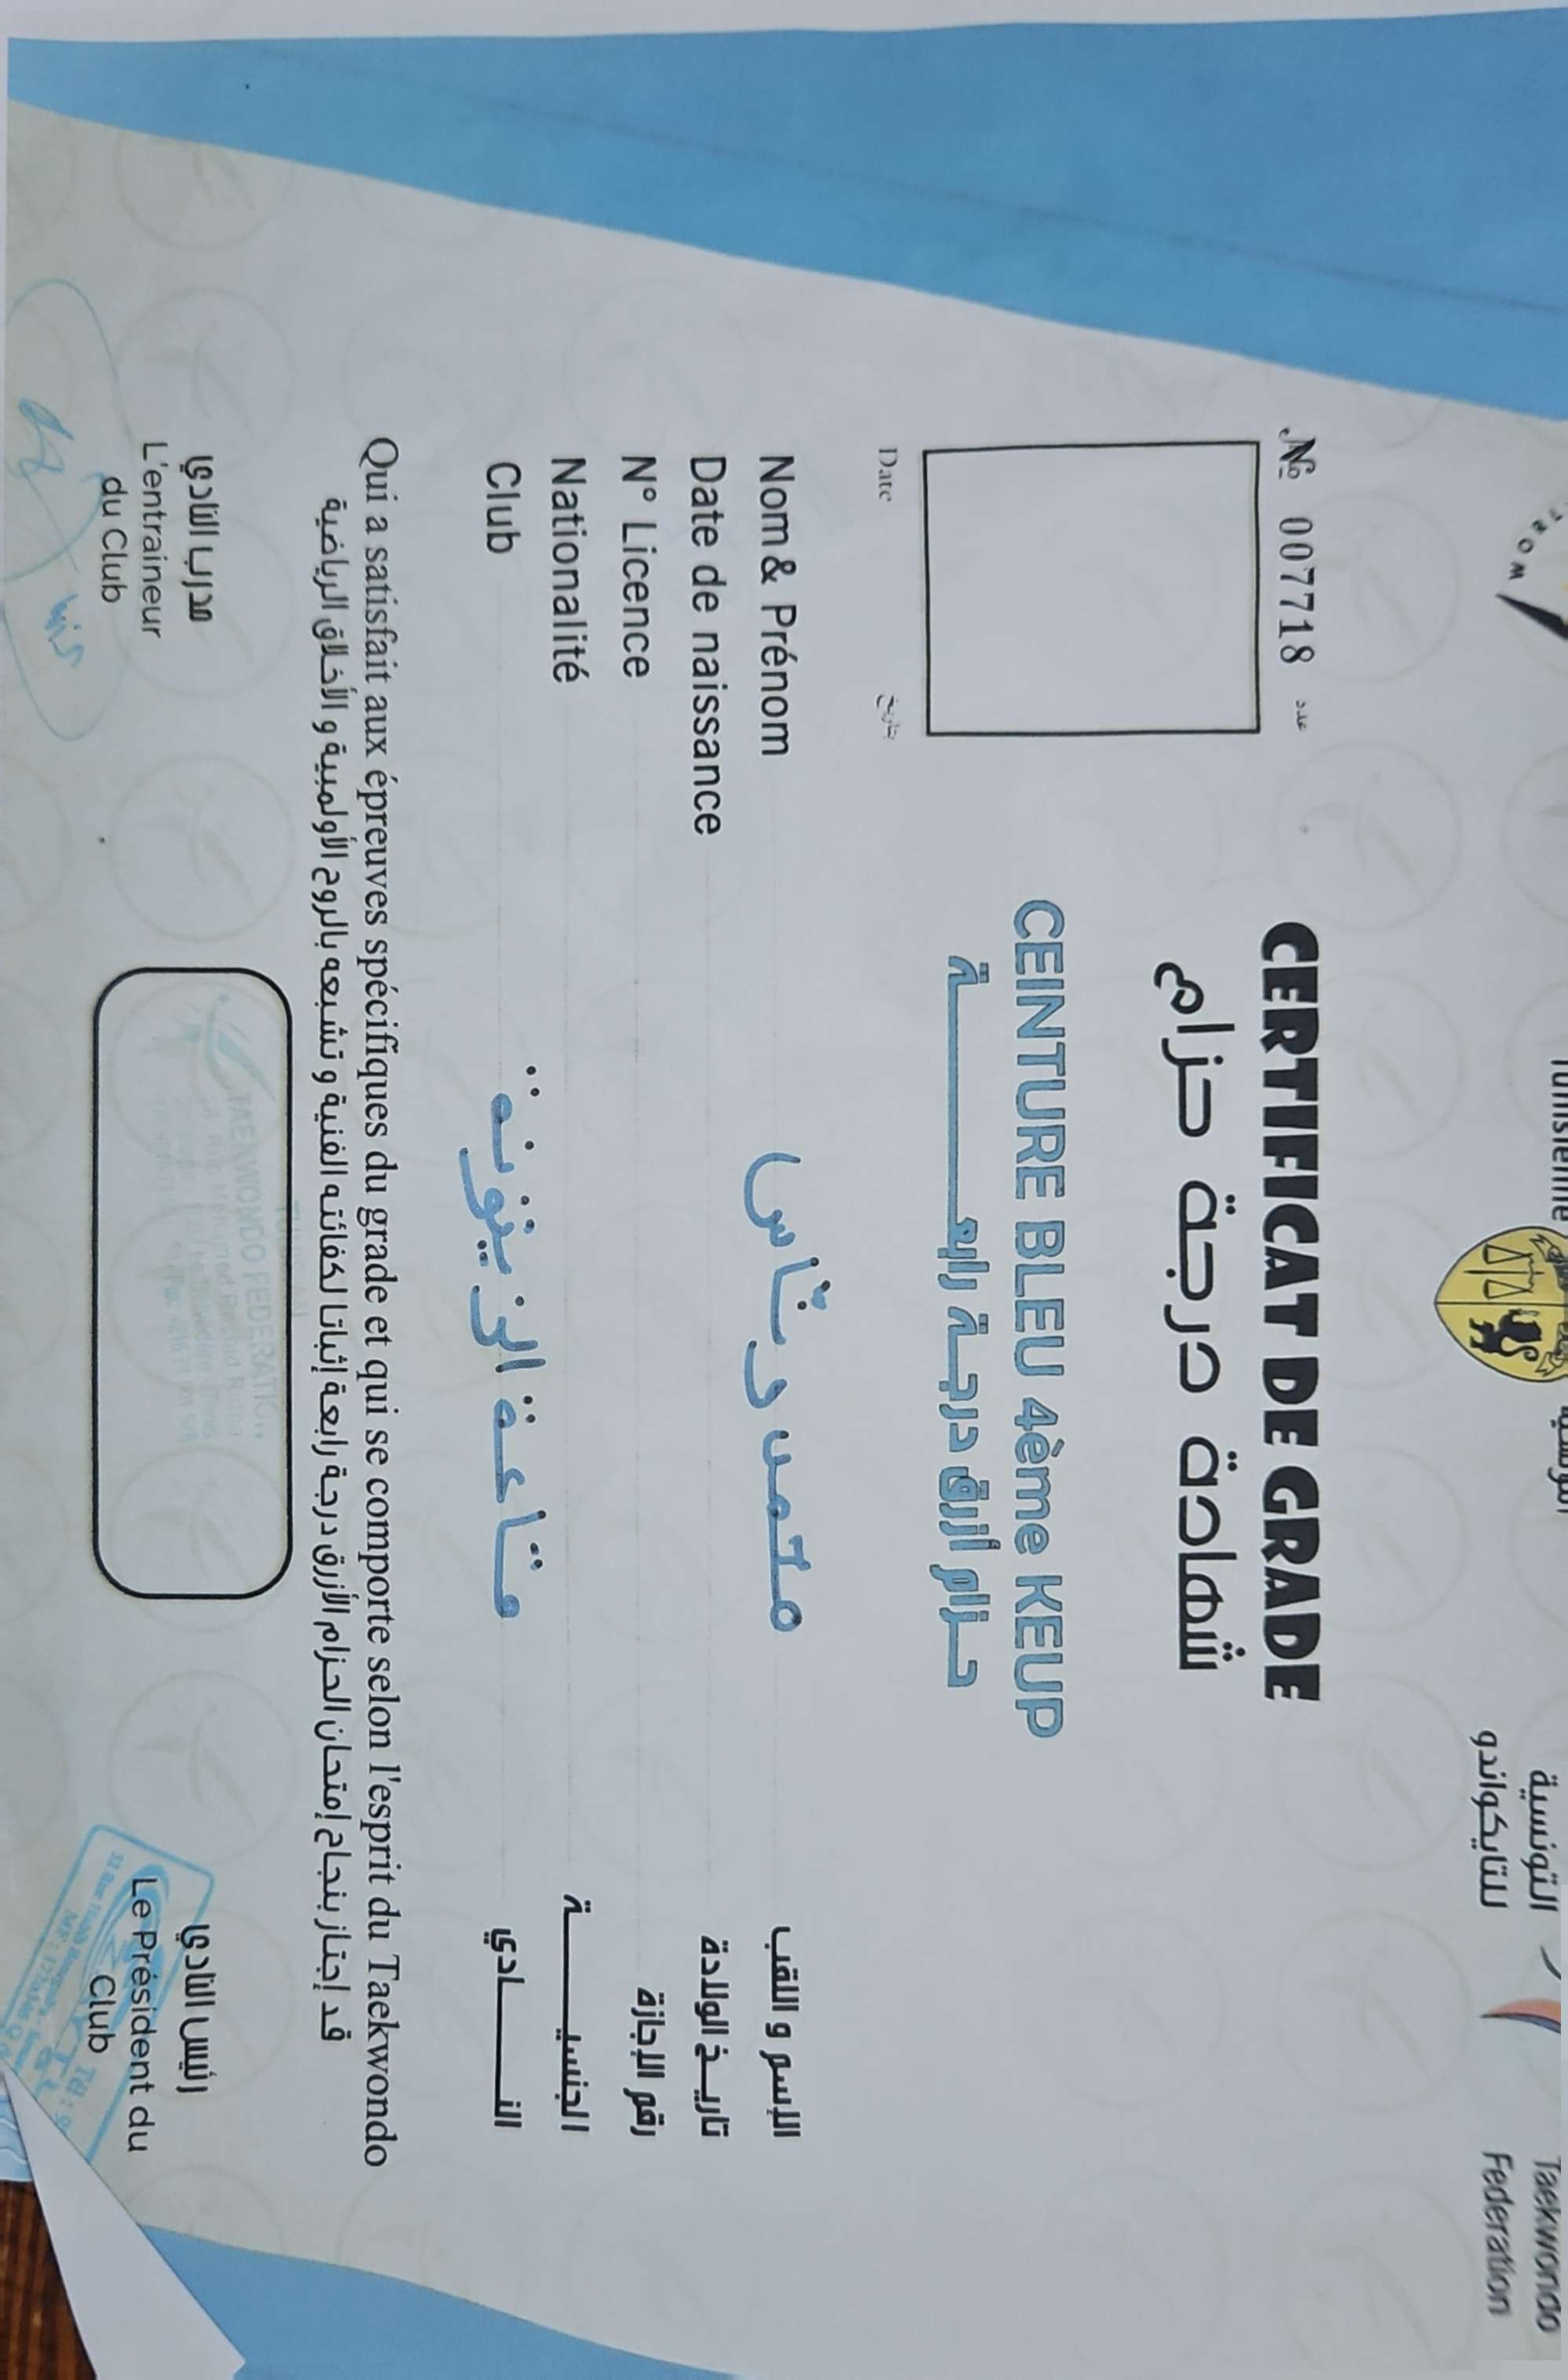 Tunisienne
التونسية
للتايكواندو
Taekwondo
Federation
№ 007718 عدد
CERTIFICAT DE GRADE
شهادة درجة حزام
CEINTURE BLEU 4ème KEUP
حزام أزرق درجة رابعة
Date بتاريخ
Nom & Prénom الإسم و اللقب
Date de naissance تاريخ الولادة
N° Licence رقم الإجازة
Nationalité الجنسية
Club النادي
Qui a satisfait aux épreuves spécifiques du grade et qui se comporte selon l'esprit du Taekwondo
قد إجتاز بنجاح إمتحان الحزام الأزرق درجة رابعة إثباتا لكفائته الفنية و تشبعه بالروح الأولمبية و الأخلاق الرياضية
مدرب النادي
L'entraineur
du Club
TAEKWONDO FEDERATION
رئيس النادي
Le Président du
Club